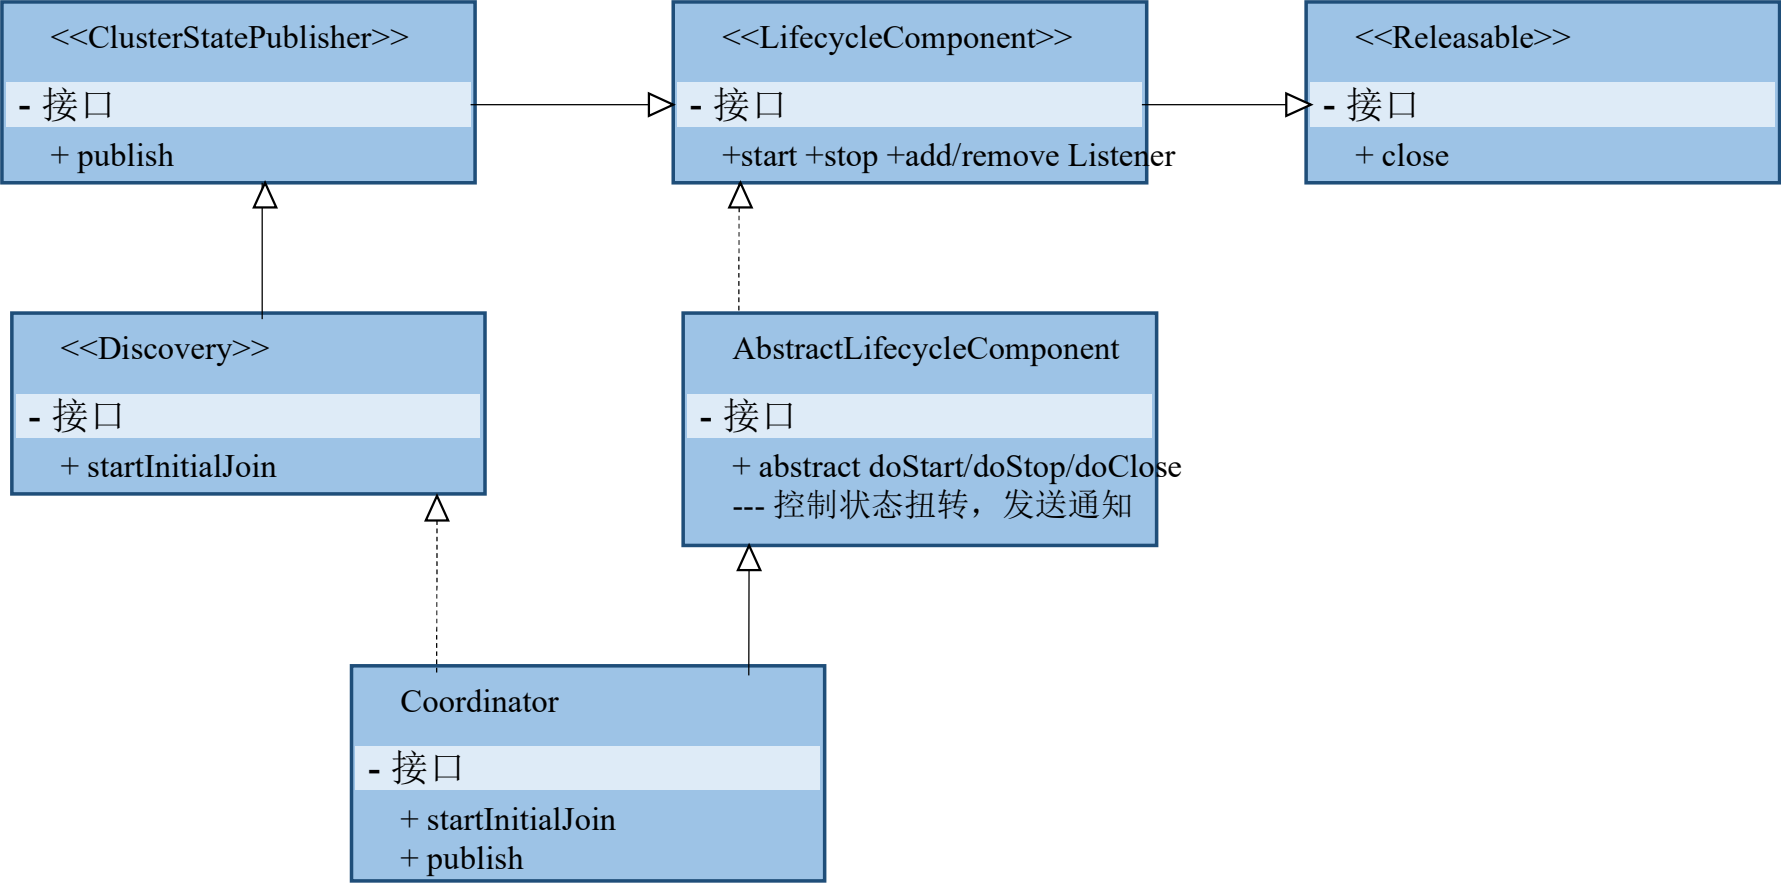 <<ClusterStatePublisher>>
- 接口
+ publish
<<LifecycleComponent>>
- 接口
+start +stop +add/remove Listener
<<Releasable>>
- 接口
+ close
<<Discovery>>
- 接口
+ startInitialJoin
AbstractLifecycleComponent
- 接口
+ abstract doStart/doStop/doClose
--- 控制状态扭转，发送通知
Coordinator
- 接口
+ startInitialJoin
+ publish